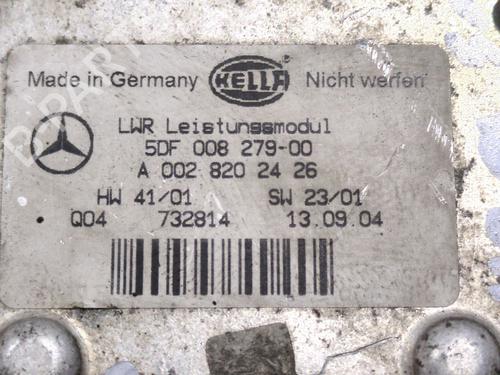 Made in Germany HELLA Nicht werfen
LWR Leistungsmodul
5DF 008 279-00
A 002 820 24 26
HW 41/01 SW 23/01
Q04 732814 13.09.04